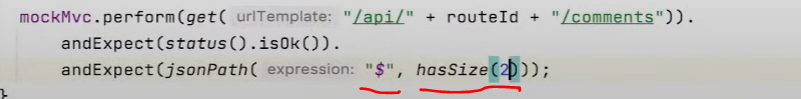 mockMvc.perform(get( urlTemplate: "/api/" + routeId + "/comments")).
andExpect(status().isOk()).
andExpect(jsonPath( expression: "$", hasSize(2)));
}